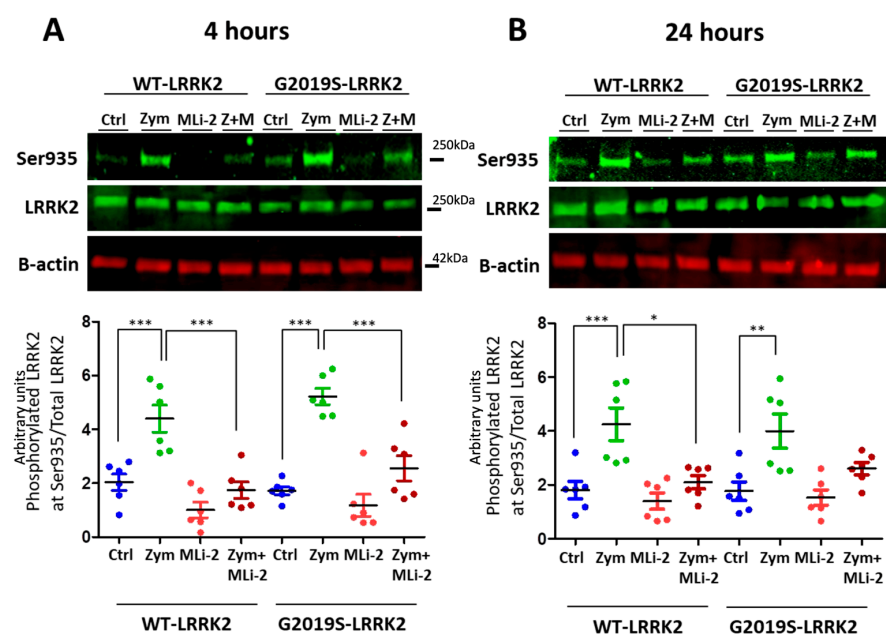 A 4 hours
WT-LRRK2 G2019S-LRRK2
Ctrl Zym MLi-2 Z+M Ctrl Zym MLi-2 Z+M
Ser935 250kDa
LRRK2 250kDa
B-actin 42kDa
Arbitrary units
Phosphorylated LRRK2
at Ser935/Total LRRK2
8
6
4
2
0
*** *** *** ***
Ctrl Zym MLi-2 Zym+ Ctrl Zym MLi-2 Zym+
MLi-2 MLi-2
WT-LRRK2 G2019S-LRRK2
B 24 hours
WT-LRRK2 G2019S-LRRK2
Ctrl Zym MLi-2 Z+M Ctrl Zym MLi-2 Z+M
Ser935
LRRK2
B-actin
Arbitrary units
Phosphorylated LRRK2
at Ser935/Total LRRK2
8
6
4
2
0
*** * **
Ctrl Zym MLi-2 Zym+ Ctrl Zym MLi-2 Zym+
MLi-2 MLi-2
WT-LRRK2 G2019S-LRRK2